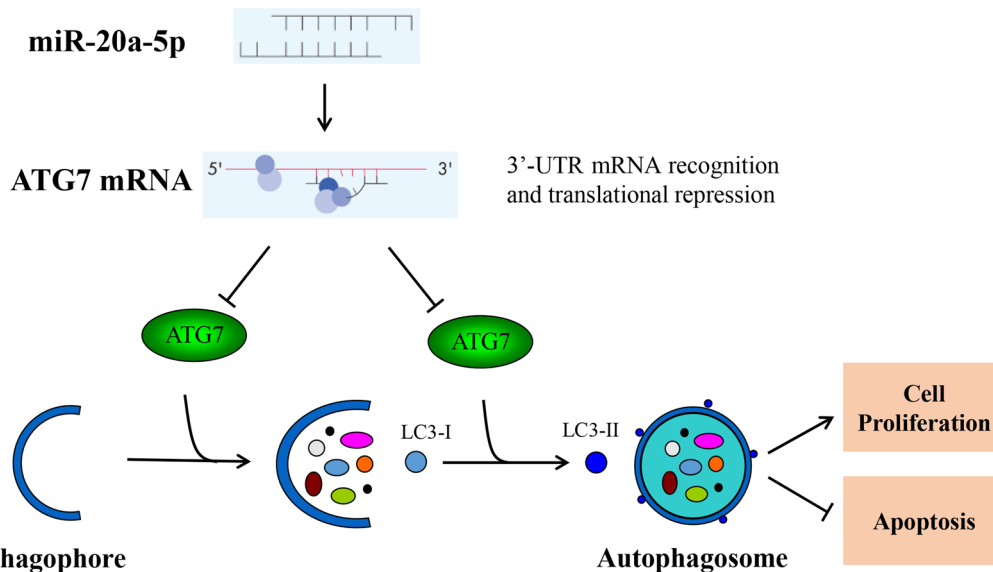 miR-20a-5p
ATG7 mRNA
5' 3'
3'-UTR mRNA recognition
and translational repression
ATG7
ATG7
LC3-I
LC3-II
Cell
Proliferation
Apoptosis
hagophore
Autophagosome